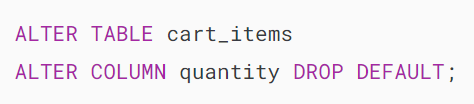 ALTER TABLE cart_items
ALTER COLUMN quantity DROP DEFAULT;